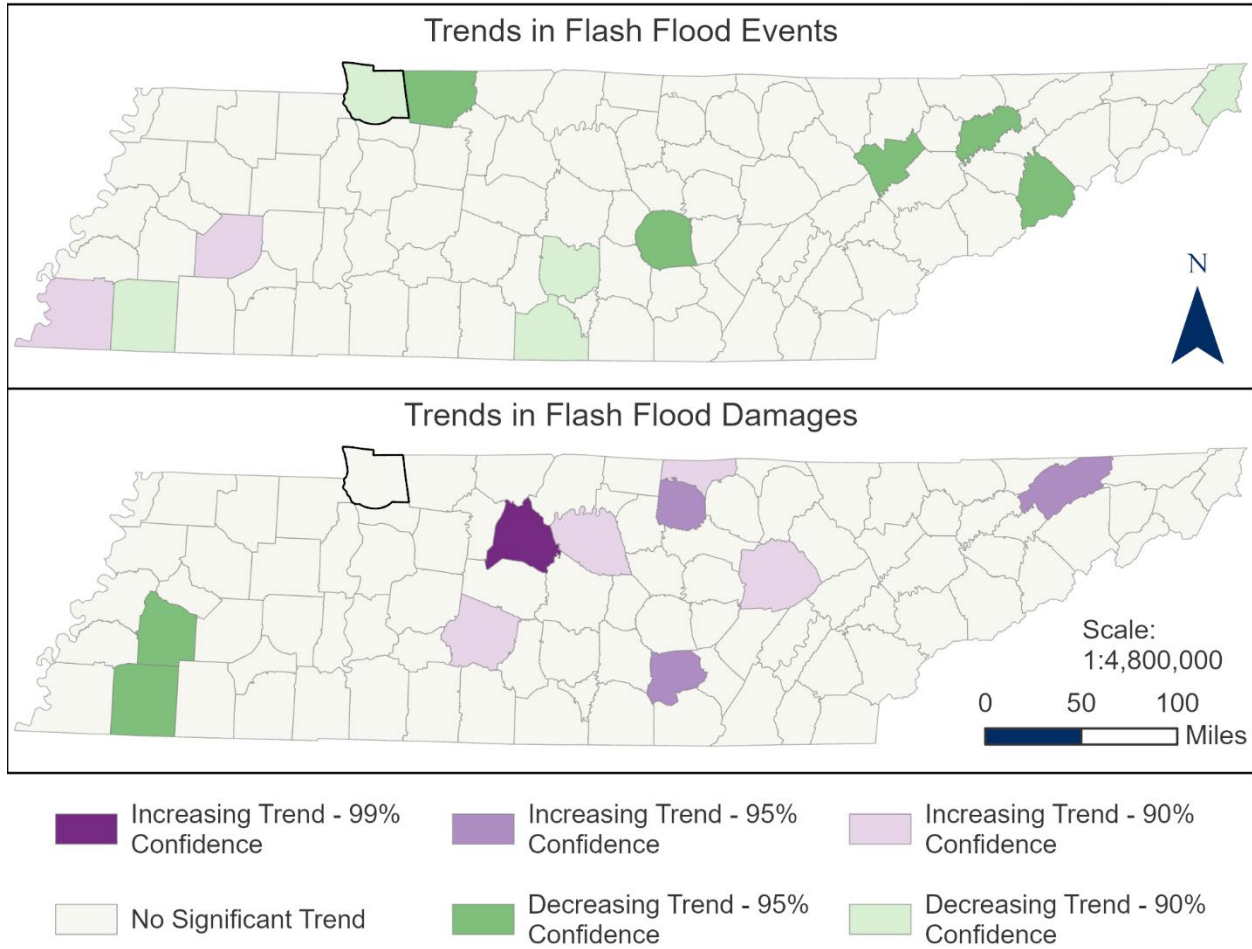 Trends in Flash Flood Events
N
Trends in Flash Flood Damages
Scale:
1:4,800,000
0 50 100
Miles
Increasing Trend - 99%
Confidence
Increasing Trend - 95%
Confidence
Increasing Trend - 90%
Confidence
No Significant Trend
Decreasing Trend - 95%
Confidence
Decreasing Trend - 90%
Confidence